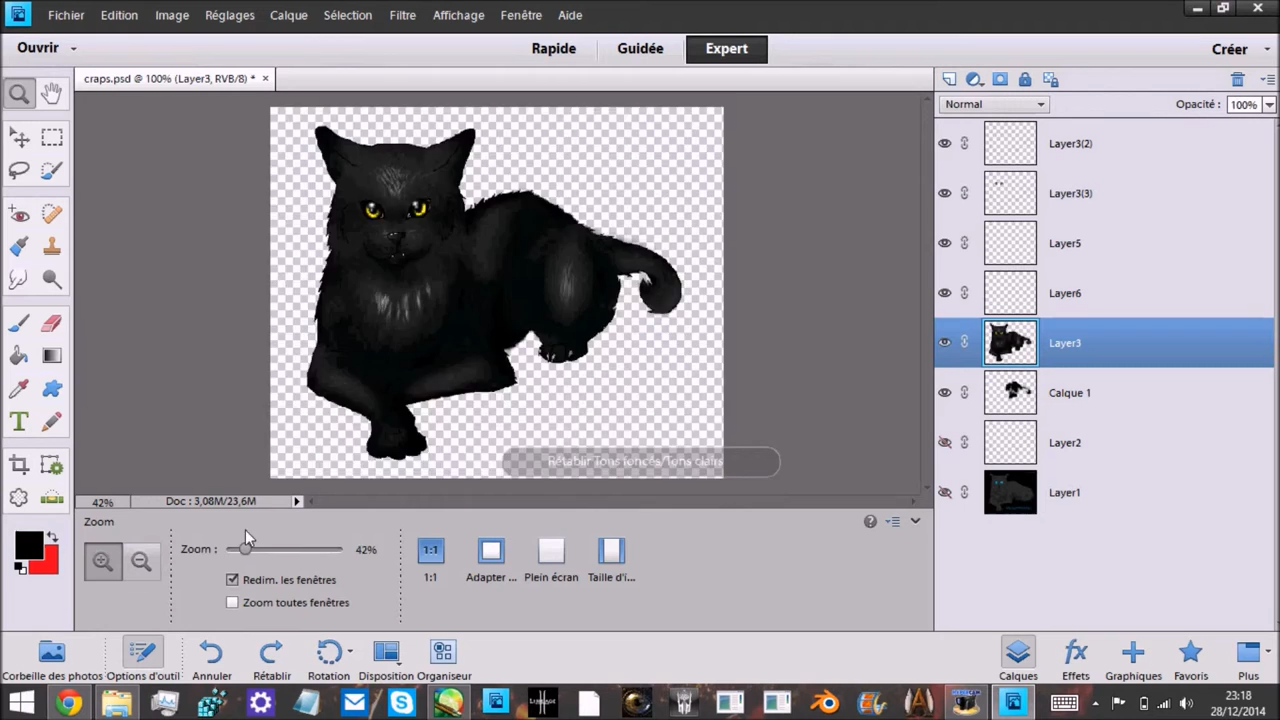 Fichier Edition Image Réglages Calque Sélection Filtre Affichage Fenêtre Aide
Ouvrir Rapide Guidée Expert Créer
craps.psd @ 100% (Layer3, RVB/8) * ×
Normal Opacité : 100%
Layer3(2)
Layer3(3)
Layer5
Layer6
Layer3
Calque 1
Layer2
Layer1
Rétablir Tons foncés/Tons clairs
42% Doc : 3,08M/23,6M
Zoom
Zoom : 42%
1:1
1:1 Adapter ... Plein écran Taille d'i...
Redim. les fenêtres
Zoom toutes fenêtres
Corbeille des photos Options d'outil Annuler Rétablir Rotation Disposition Organiseur Calques Effets Graphiques Favoris Plus
23:18
28/12/2014